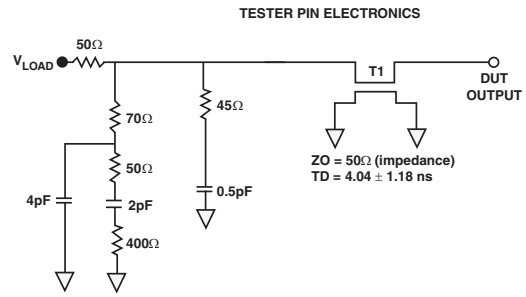 TESTER PIN ELECTRONICS
50Ω
VLOAD
T1
DUT
OUTPUT
70Ω
45Ω
50Ω
ZO = 50Ω (impedance)
TD = 4.04 ± 1.18 ns
4pF
2pF
0.5pF
400Ω